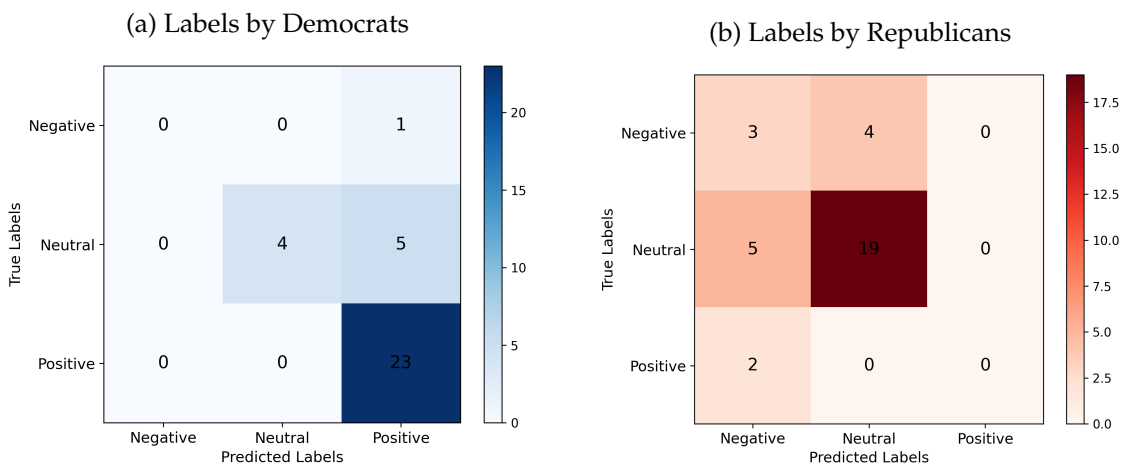 (a) Labels by Democrats
Negative
0
0
1
Neutral
0
4
5
Positive
0
0
23
Negative
Neutral
Positive
Predicted Labels
True Labels
20
15
10
5
0
(b) Labels by Republicans
Negative
3
4
0
Neutral
5
19
0
Positive
2
0
0
Negative
Neutral
Positive
Predicted Labels
True Labels
17.5
15.0
12.5
10.0
7.5
5.0
2.5
0.0